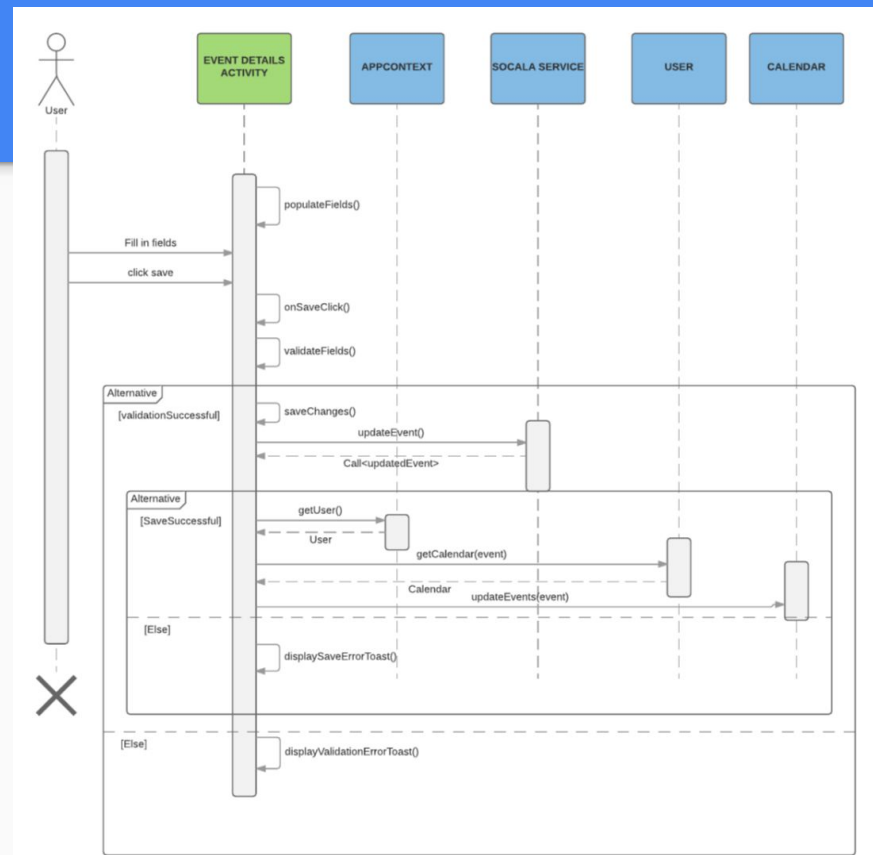 EVENT DETAILS
ACTIVITY
APPCONTEXT
SOCALA SERVICE
USER
CALENDAR
User
populateFields()
Fill in fields
click save
onSaveClick()
validateFields()
Alternative
[validationSuccessful]
saveChanges()
updateEvent()
Call<updatedEvent>
Alternative
[SaveSuccessful]
getUser()
User
getCalendar(event)
Calendar
updateEvents(event)
[Else]
displaySaveErrorToast()
[Else]
displayValidationErrorToast()